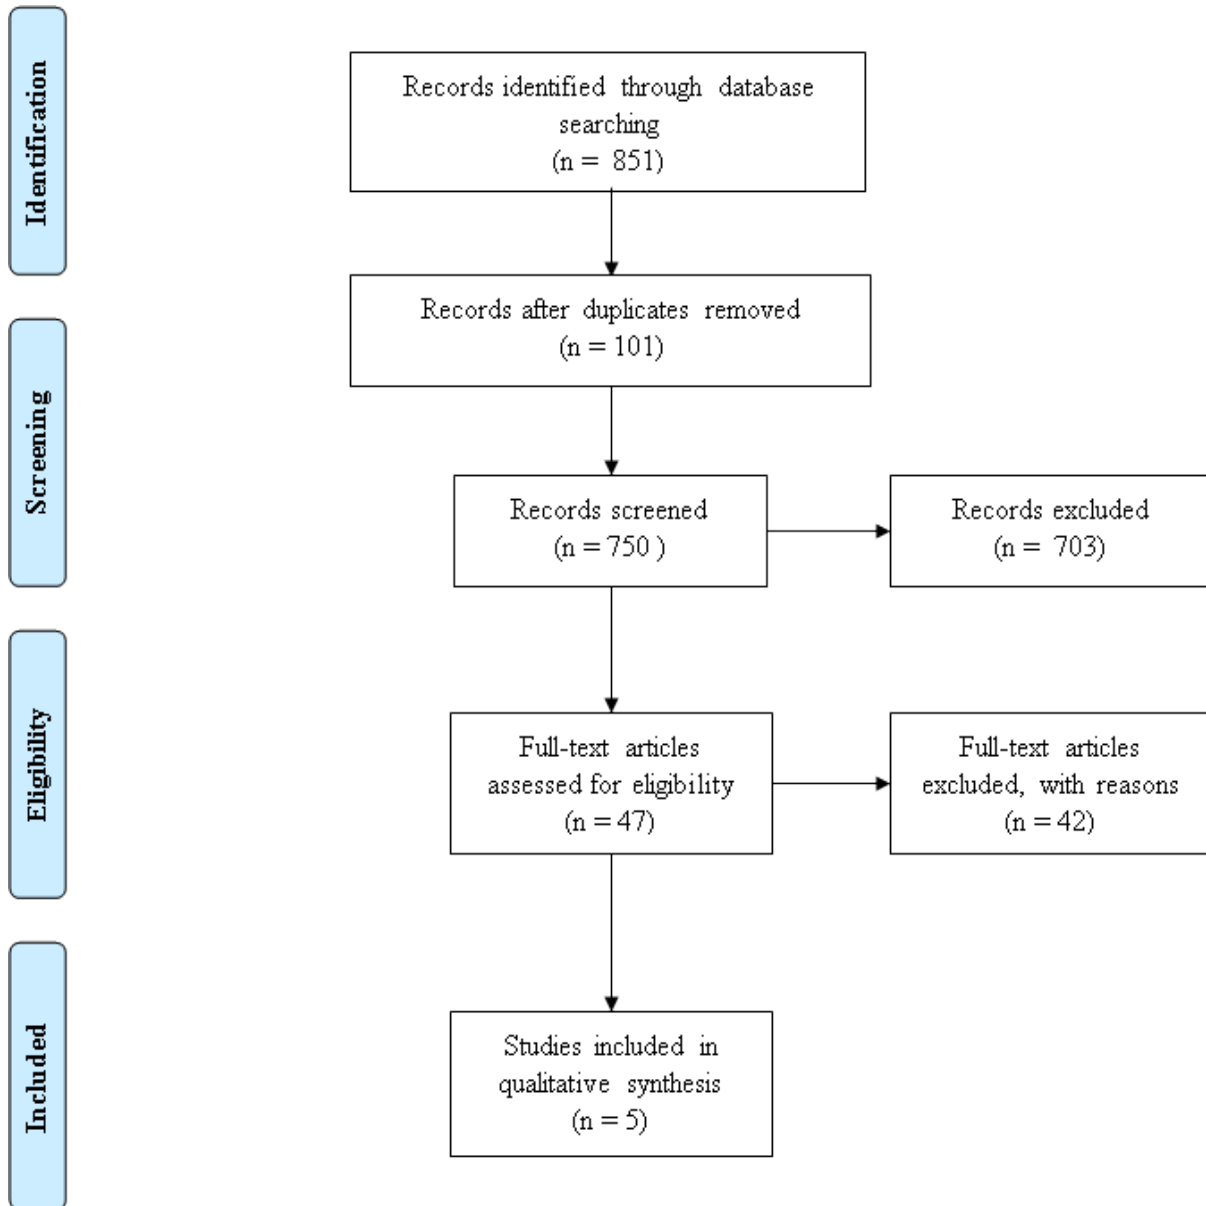 Identification
Records identified through database
searching
(n = 851)
Records after duplicates removed
(n = 101)
Screening
Records screened
(n = 750 )
Records excluded
(n = 703)
Eligibility
Full-text articles
assessed for eligibility
(n = 47)
Full-text articles
excluded, with reasons
(n = 42)
Included
Studies included in
qualitative synthesis
(n = 5)